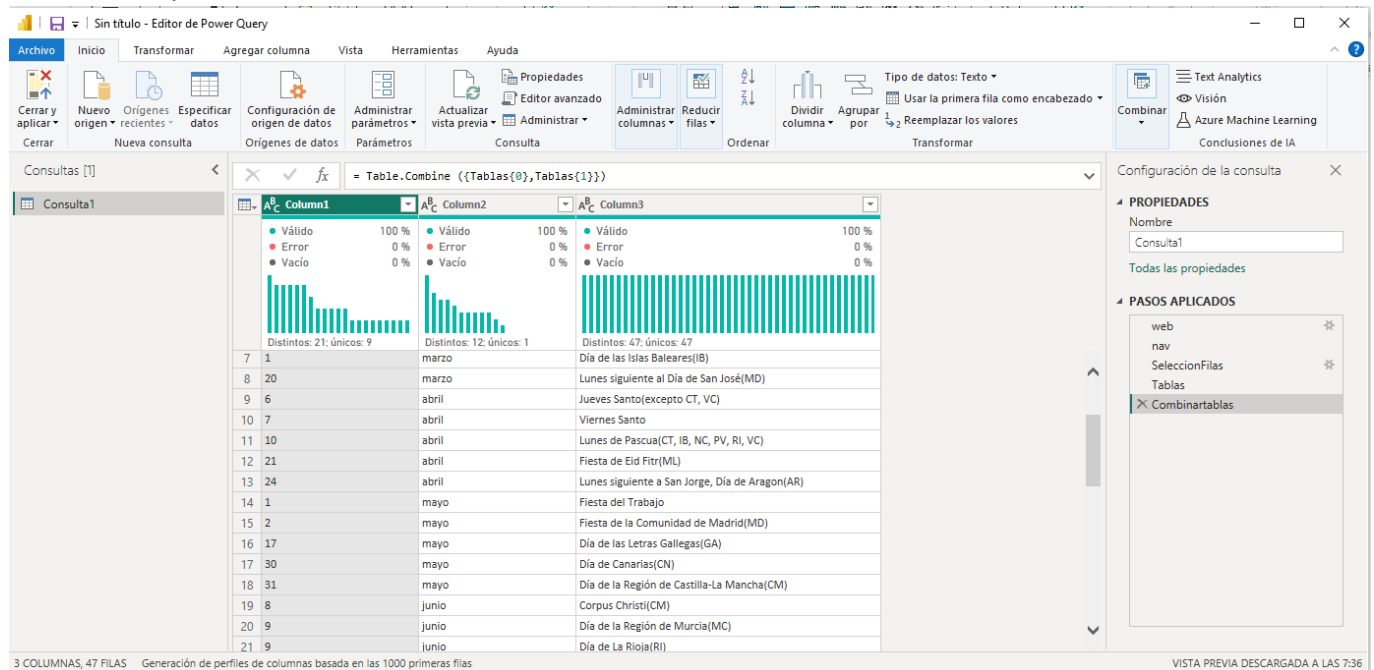 Sin título - Editor de Power Query
Archivo Inicio Transformar Agregar columna Vista Herramientas Ayuda
Cerrar y aplicar
Nuevo origen
Orígenes recientes
Especificar datos
Configuración de origen de datos
Administrar parámetros
Actualizar vista previa
Propiedades
Editor avanzado
Administrar
Administrar columnas
Reducir filas
Dividir columna
Agrupar por
Tipo de datos: Texto
Usar la primera fila como encabezado
Reemplazar los valores
Combinar
Text Analytics
Visión
Azure Machine Learning
Cerrar Nueva consulta Orígenes de datos Parámetros Consulta Ordenar Transformar Conclusiones de IA
Consultas [1]
Consulta1
fx = Table.Combine ({Tablas{0},Tablas{1}})
Column1 Column2 Column3
Válido 100 % Válido 100 % Válido 100 %
Error 0 % Error 0 % Error 0 %
Vacío 0 % Vacío 0 % Vacío 0 %
Distintos: 21; únicos: 9 Distintos: 12; únicos: 1 Distintos: 47; únicos: 47
7 1 marzo Día de las Islas Baleares(IB)
8 20 marzo Lunes siguiente al Día de San José(MD)
9 6 abril Jueves Santo(excepto CT, VC)
10 7 abril Viernes Santo
11 10 abril Lunes de Pascua(CT, IB, NC, PV, RI, VC)
12 21 abril Fiesta de Eid Fitr(ML)
13 24 abril Lunes siguiente a San Jorge, Día de Aragon(AR)
14 1 mayo Fiesta del Trabajo
15 2 mayo Fiesta de la Comunidad de Madrid(MD)
16 17 mayo Día de las Letras Gallegas(GA)
17 30 mayo Día de Canarias(CN)
18 31 mayo Día de la Región de Castilla-La Mancha(CM)
19 8 junio Corpus Christi(CM)
20 9 junio Día de la Región de Murcia(MC)
21 9 junio Día de La Rioja(RI)
Configuración de la consulta
PROPIEDADES
Nombre
Consulta1
Todas las propiedades
PASOS APLICADOS
web
nav
SeleccionFilas
Tablas
Combinartablas
3 COLUMNAS, 47 FILAS Generación de perfiles de columnas basada en las 1000 primeras filas
VISTA PREVIA DESCARGADA A LAS 7:36